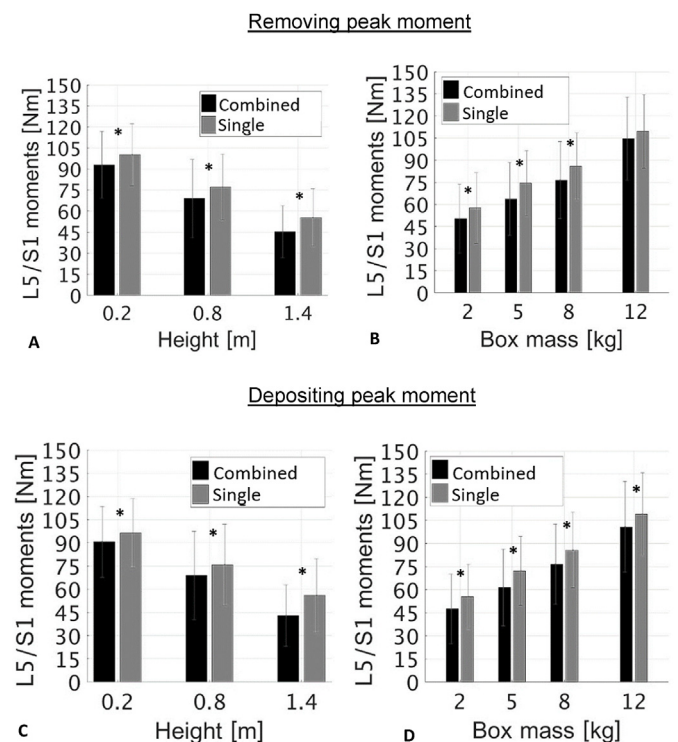 Removing peak moment
L5/S1 moments [Nm]
150
135
120
105
90
75
60
45
30
15
0
Combined
Single
*
*
*
0.2 0.8 1.4
Height [m]
A
L5/S1 moments [Nm]
150
135
120
105
90
75
60
45
30
15
0
Combined
Single
*
*
*
2 5 8 12
Box mass [kg]
B
Depositing peak moment
L5/S1 moments [Nm]
150
135
120
105
90
75
60
45
30
15
0
Combined
Single
*
*
*
0.2 0.8 1.4
Height [m]
C
L5/S1 moments [Nm]
150
135
120
105
90
75
60
45
30
15
0
Combined
Single
*
*
*
*
2 5 8 12
Box mass [kg]
D